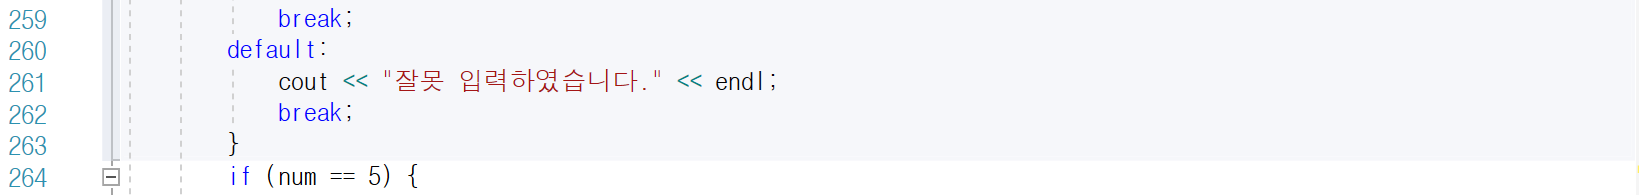 259 break;
260 default:
261 cout << "잘못 입력하였습니다." << endl;
262 break;
263 }
264 if (num == 5) {